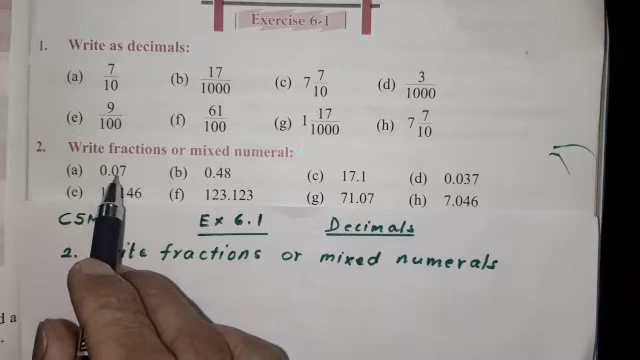 Exercise 6-1
1. Write as decimals:
(a) 7/10 (b) 17/1000 (c) 7 7/10 (d) 3/1000
(e) 9/100 (f) 61/100 (g) 1 17/1000 (h) 7 7/10
2. Write fractions or mixed numeral:
(a) 0.07 (b) 0.48 (c) 17.1 (d) 0.037
(e) 146 (f) 123.123 (g) 71.07 (h) 7.046
Ex 6.1 Decimals
2. fractions or mixed numerals
d a